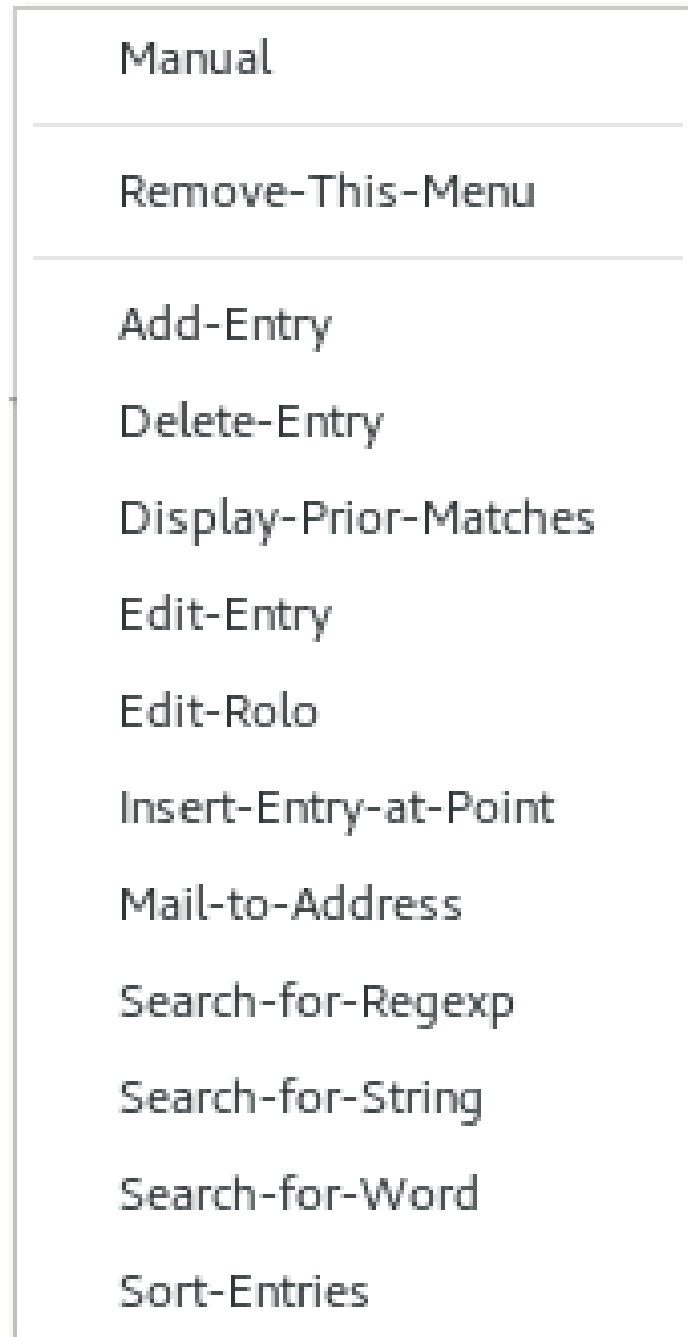 Manual
Remove-This-Menu
Add-Entry
Delete-Entry
Display-Prior-Matches
Edit-Entry
Edit-Rolo
Insert-Entry-at-Point
Mail-to-Address
Search-for-Regexp
Search-for-String
Search-for-Word
Sort-Entries